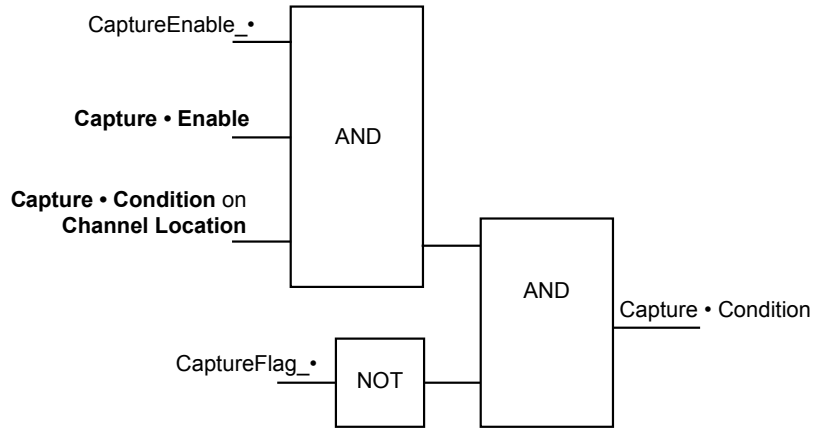 CaptureEnable_•
Capture • Enable
AND
Capture • Condition on
Channel Location
AND
Capture • Condition
CaptureFlag_•
NOT